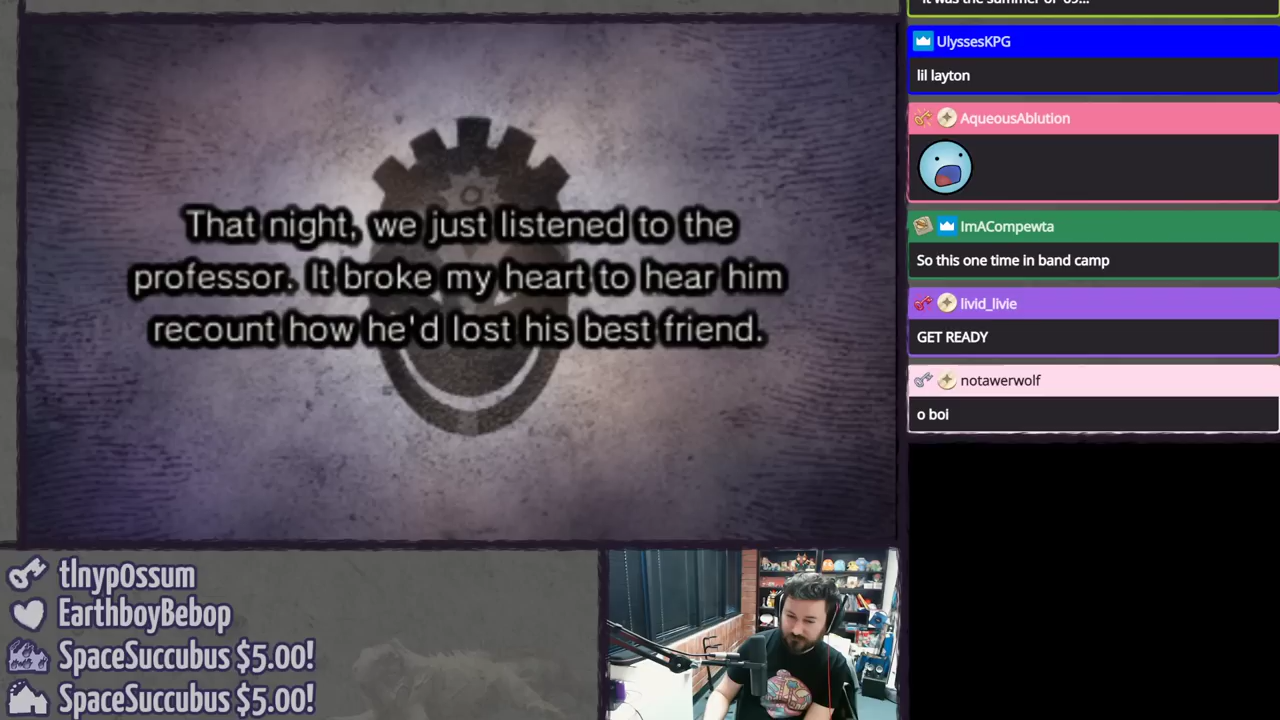 That night, we just listened to the
professor. It broke my heart to hear him
recount how he'd lost his best friend.
UlyssesKPG
lil layton
AqueousAblution
ImACompewta
So this one time in band camp
livid_livie
GET READY
notawerwolf
o boi
tInyp0ssum
EarthboyBebop
SpaceSuccubus $5.00!
SpaceSuccubus $5.00!